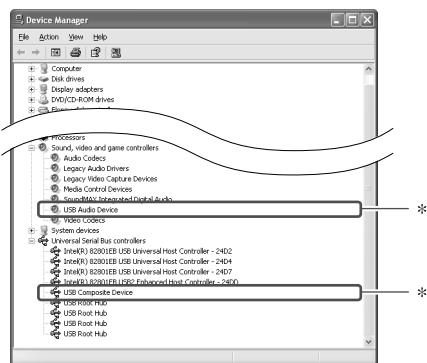 Device Manager
File Action View Help
Computer
Disk drives
Display adapters
DVD/CD-ROM drives
Processors
Sound, video and game controllers
Audio Codecs
Legacy Audio Drivers
Legacy Video Capture Devices
Media Control Devices
SoundMAX Integrated Digital Audio
USB Audio Device
*
Video Codecs
System devices
Universal Serial Bus controllers
Intel(R) 82801EB USB Universal Host Controller - 24D2
Intel(R) 82801EB USB Universal Host Controller - 24D4
Intel(R) 82801EB USB Universal Host Controller - 24D7
Intel(R) 82801EB USB2 Enhanced Host Controller - 24DD
USB Composite Device
*
USB Root Hub
USB Root Hub
USB Root Hub
USB Root Hub